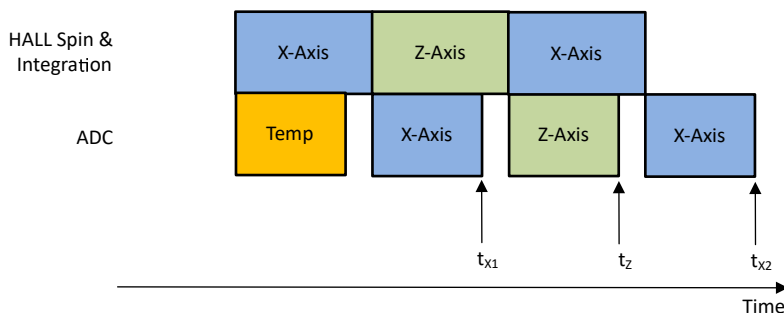 HALL Spin &
Integration
X-Axis
Z-Axis
X-Axis
ADC
Temp
X-Axis
Z-Axis
X-Axis
tX1
tZ
tX2
Time